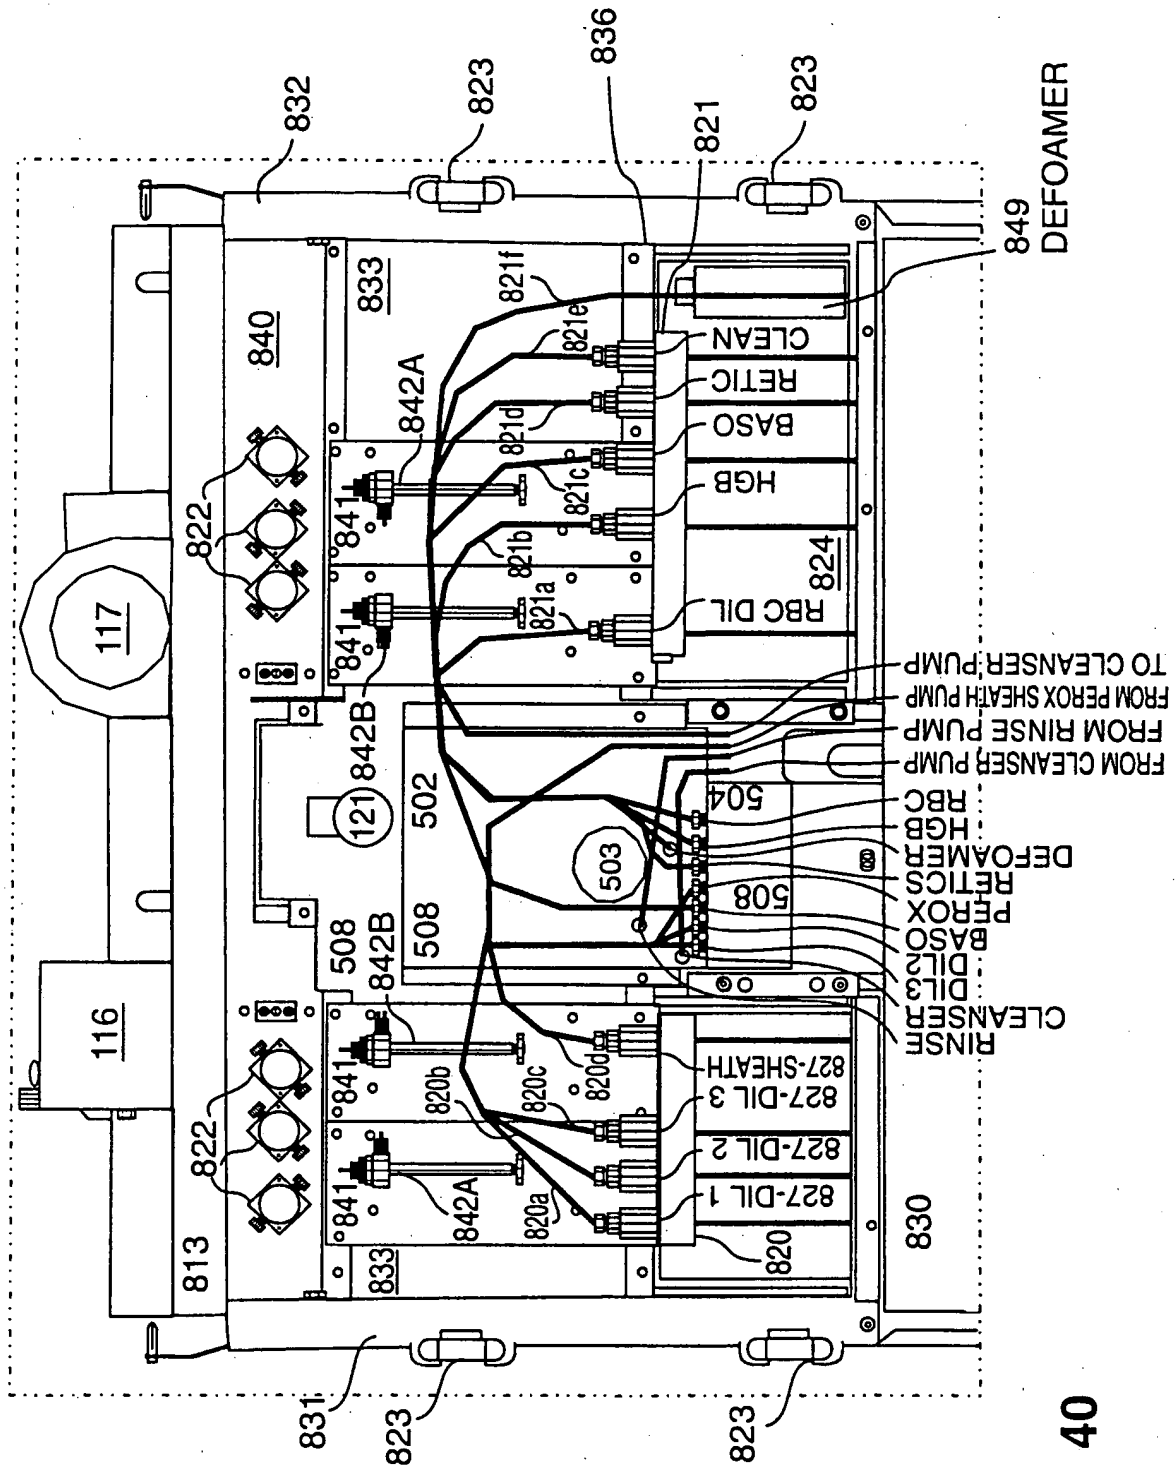 831
823
823
813
822
116
833
841
842A
841
842B
508
820a
820b
820c
820d
820
827-DIL 1
827-DIL 2
827-DIL 3
827-SHEATH
830
117
121
842B
508
502
503
504
508
RINSE
CLEANSER
DIL3
DIL2
BASO
PEROX
RETICS
DEFOAMER
HGB
RBC
FROM CLEANSER PUMP
FROM RINSE PUMP
FROM PEROX SHEATH PUMP
TO CLEANSER PUMP
822
840
841
841
842A
833
821a
821b
821c
821d
821e
821f
RBC DIL
HGB
BASO
RETIC
CLEAN
824
832
823
836
821
823
849
DEFOAMER
40